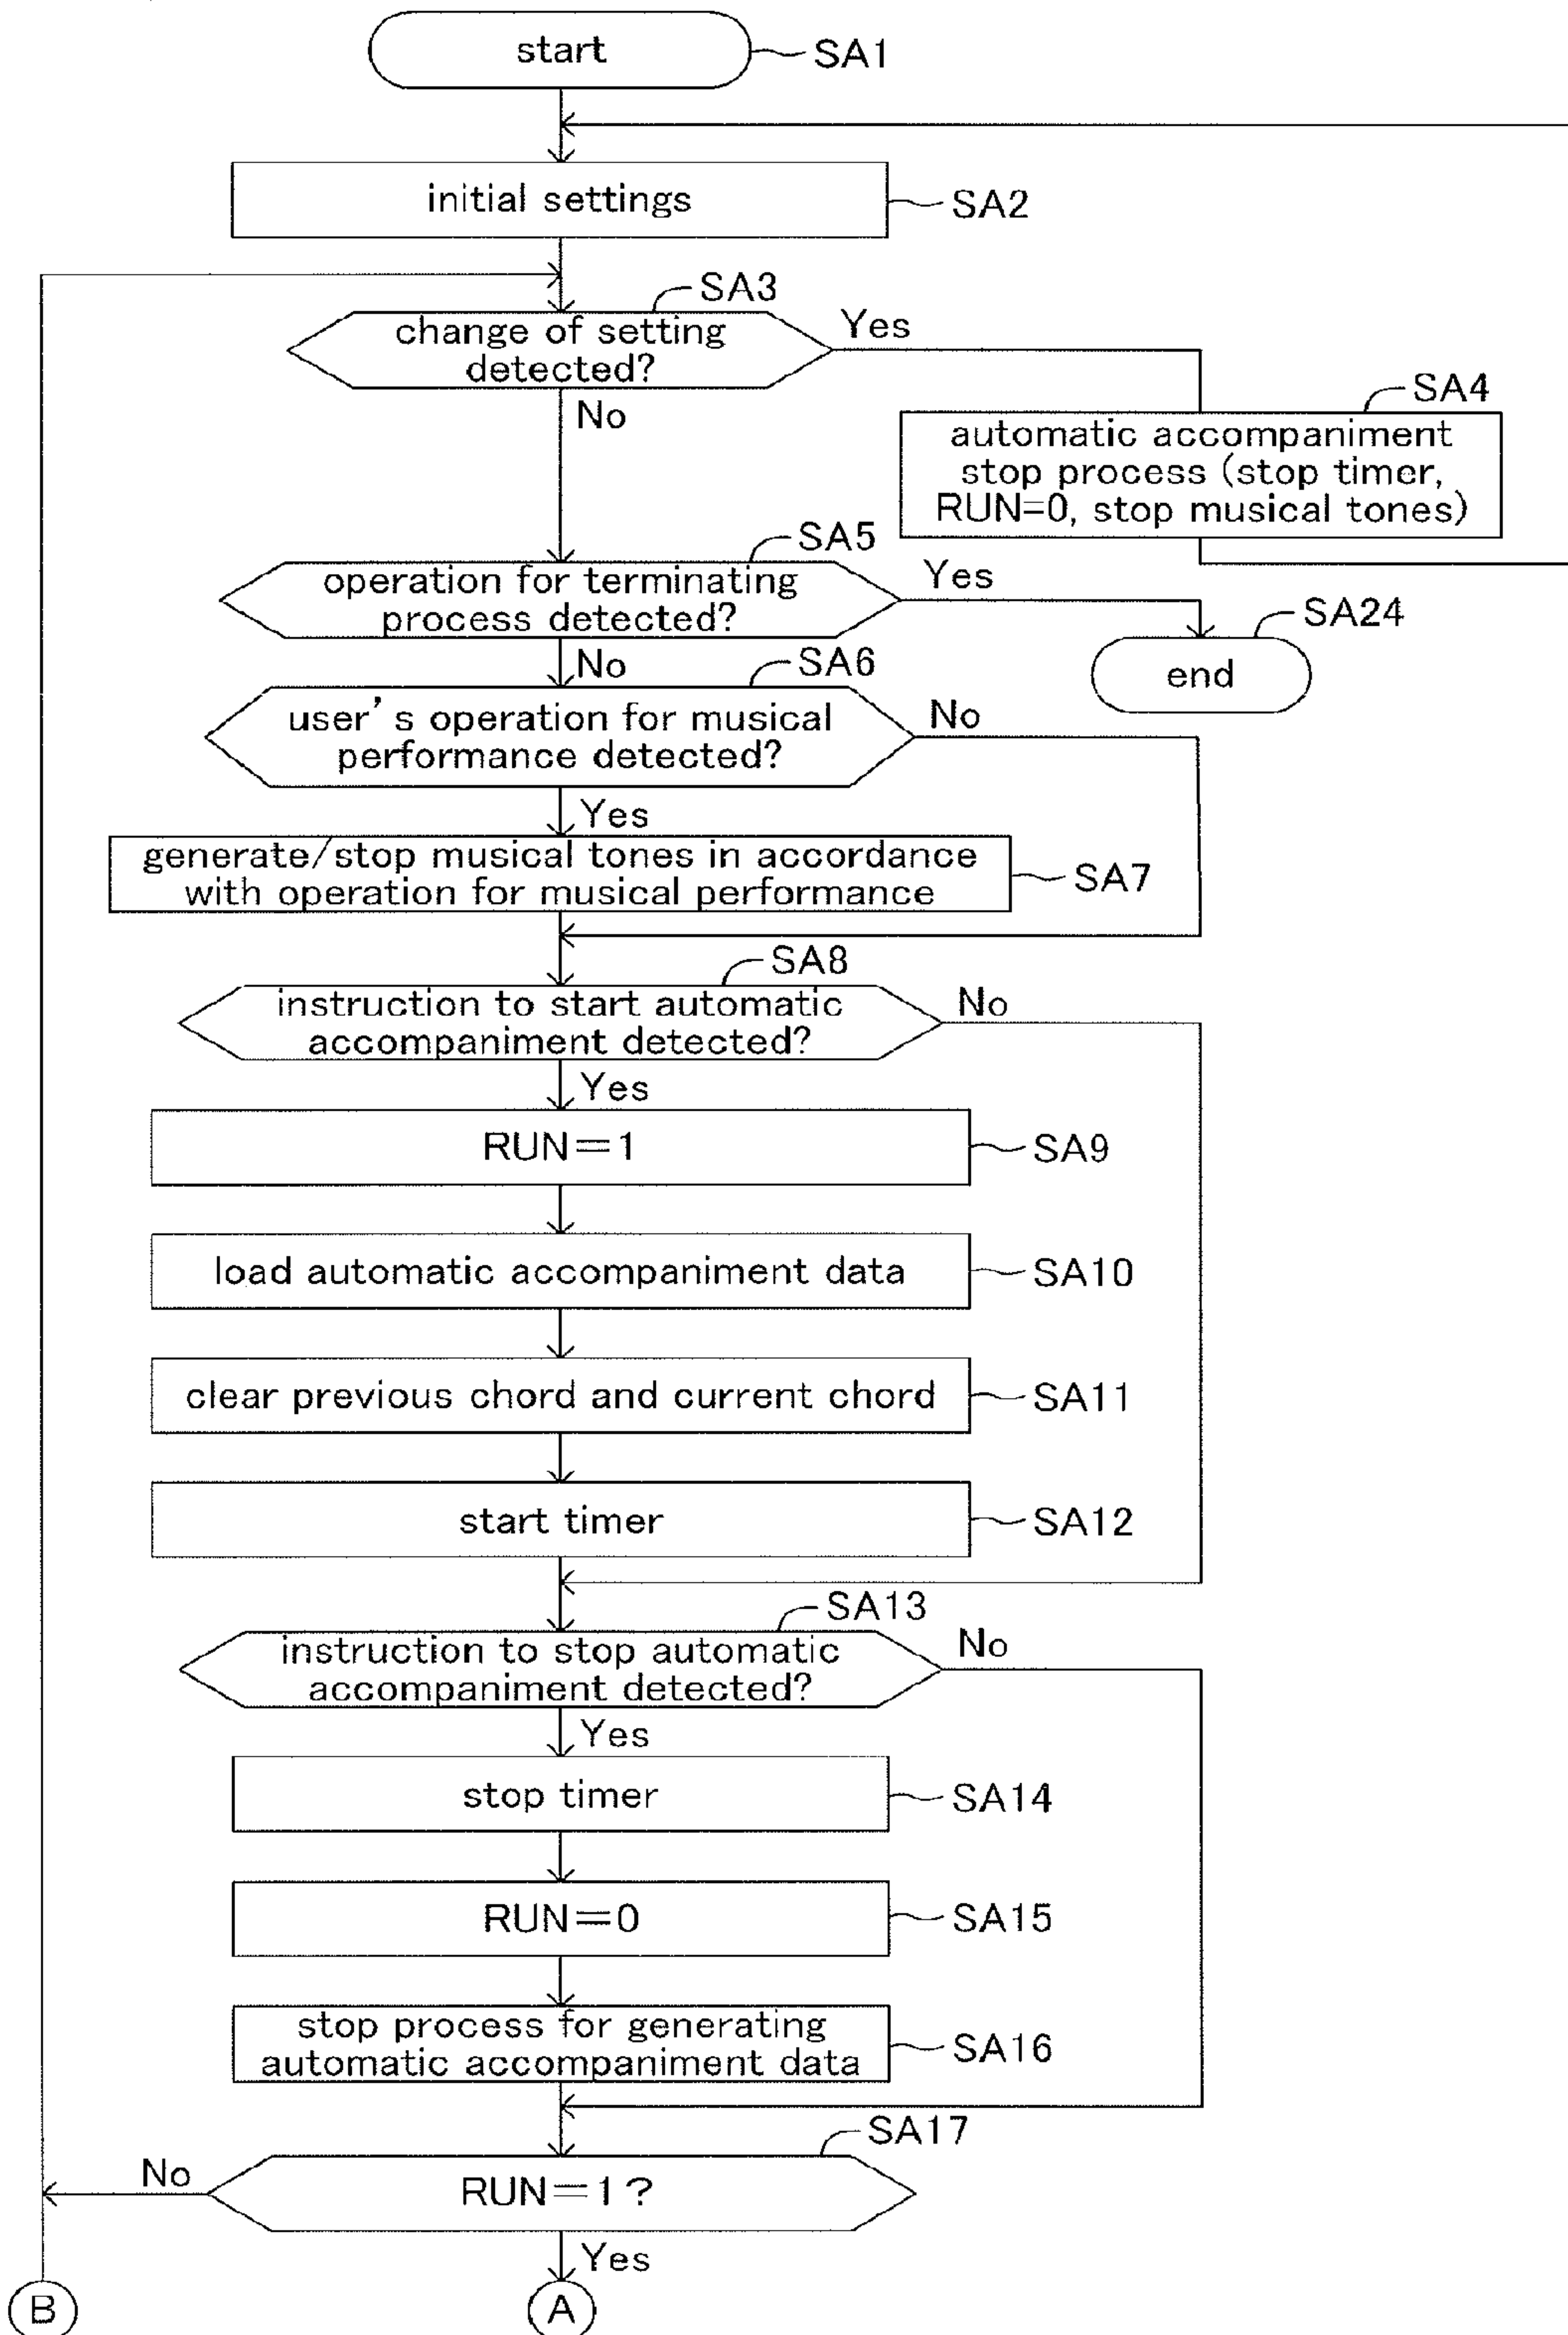 start
SA1
initial settings
SA2
SA3
change of setting
detected?
Yes
No
SA4
automatic accompaniment
stop process (stop timer,
RUN=0, stop musical tones)
SA5
operation for terminating
process detected?
Yes
No
SA24
end
SA6
user's operation for musical
performance detected?
No
Yes
generate/stop musical tones in accordance
with operation for musical performance
SA7
SA8
instruction to start automatic
accompaniment detected?
No
Yes
RUN=1
SA9
load automatic accompaniment data
SA10
clear previous chord and current chord
SA11
start timer
SA12
SA13
instruction to stop automatic
accompaniment detected?
No
Yes
stop timer
SA14
RUN=0
SA15
stop process for generating
automatic accompaniment data
SA16
SA17
RUN=1?
No
Yes
B
A